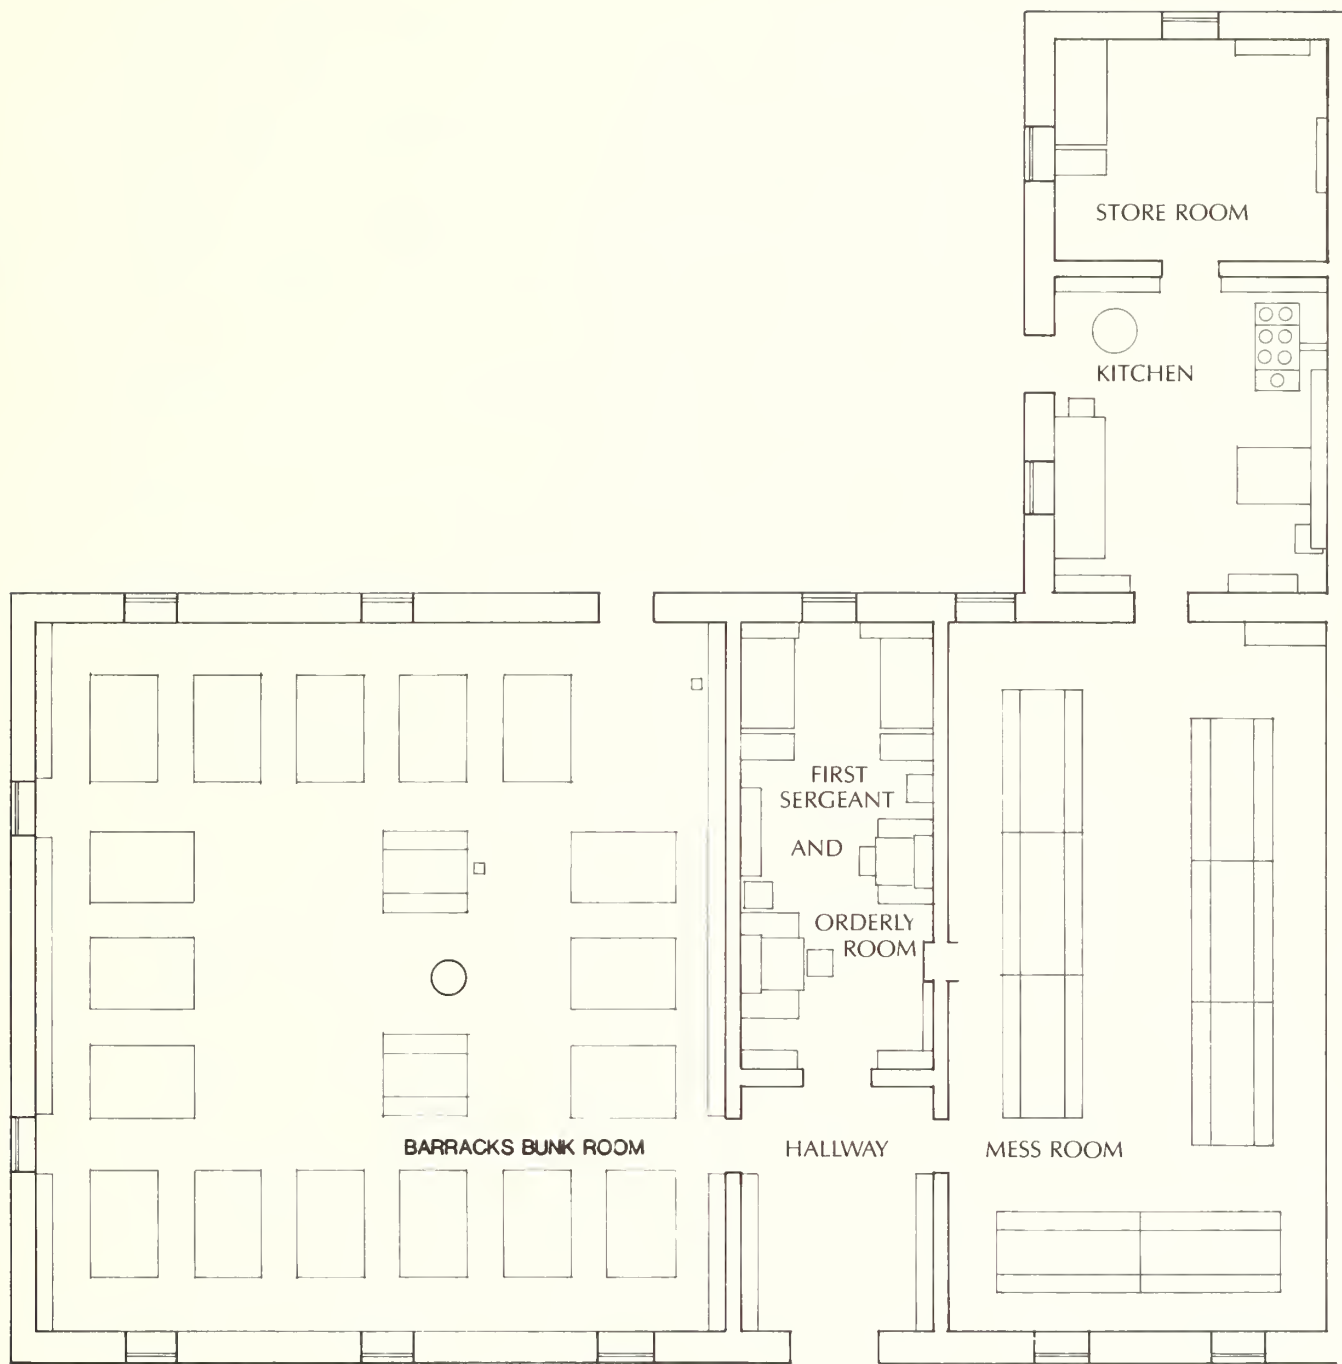 STORE ROOM
KITCHEN
FIRST
SERGEANT
AND
ORDERLY
ROOM
BARRACKS BUNK ROOM
HALLWAY
MESS ROOM